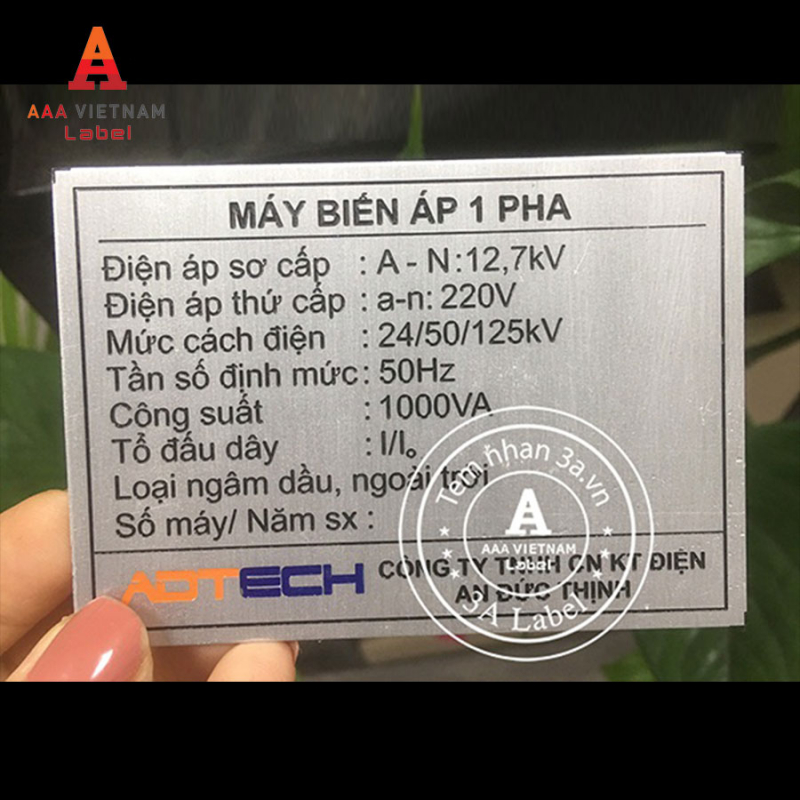 A
AAA VIETNAM
Label
MÁY BIẾN ÁP 1 PHA
Điện áp sơ cấp : A - N:12,7kV
Điện áp thứ cấp : a-n: 220V
Mức cách điện : 24/50/125kV
Tần số định mức: 50Hz
Công suất : 1000VA
Tổ đấu dây : I/I₀
Loại ngâm dầu, ngoài trời
Số máy/ Năm sx :
ADTECH
CÔNG TY TNHH CN KT ĐIỆN
AN ĐỨC THỊNH
Tem nhan 3a.vn
A
AAA VIETNAM
Label
3A Label